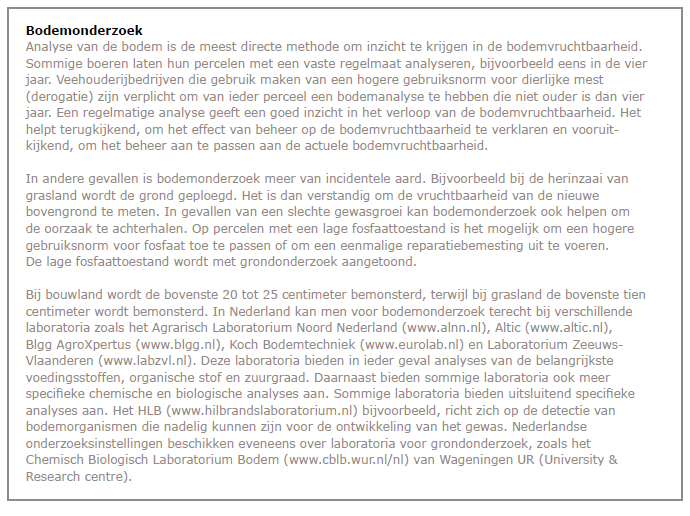 Bodemonderzoek
Analyse van de bodem is de meest directe methode om inzicht te krijgen in de bodemvruchtbaarheid.
Sommige boeren laten hun percelen met een vaste regelmaat analyseren, bijvoorbeeld eens in de vier
jaar. Veehouderijbedrijven die gebruik maken van een hogere gebruiksnorm voor dierlijke mest
(derogatie) zijn verplicht om van ieder perceel een bodemanalyse te hebben die niet ouder is dan vier
jaar. Een regelmatige analyse geeft een goed inzicht in het verloop van de bodemvruchtbaarheid. Het
helpt terugkijkend, om het effect van beheer op de bodemvruchtbaarheid te verklaren en vooruit-
kijkend, om het beheer aan te passen aan de actuele bodemvruchtbaarheid.

In andere gevallen is bodemonderzoek meer van incidentele aard. Bijvoorbeeld bij de herinzaai van
grasland wordt de grond geploegd. Het is dan verstandig om de vruchtbaarheid van de nieuwe
bovengrond te meten. In gevallen van een slechte gewasgroei kan bodemonderzoek ook helpen om
de oorzaak te achterhalen. Op percelen met een lage fosfaattoestand is het mogelijk om een hogere
gebruiksnorm voor fosfaat toe te passen of om een eenmalige reparatiebemesting uit te voeren.
De lage fosfaattoestand wordt met grondonderzoek aangetoond.

Bij bouwland wordt de bovenste 20 tot 25 centimeter bemonsterd, terwijl bij grasland de bovenste tien
centimeter wordt bemonsterd. In Nederland kan men voor bodemonderzoek terecht bij verschillende
laboratoria zoals het Agrarisch Laboratorium Noord Nederland (www.alnn.nl), Altic (www.altic.nl),
Blgg AgroXpertus (www.blgg.nl), Koch Bodemtechniek (www.eurolab.nl) en Laboratorium Zeeuws-
Vlaanderen (www.labzvl.nl). Deze laboratoria bieden in ieder geval analyses van de belangrijkste
voedingsstoffen, organische stof en zuurgraad. Daarnaast bieden sommige laboratoria ook meer
specifieke chemische en biologische analyses aan. Sommige laboratoria bieden uitsluitend specifieke
analyses aan. Het HLB (www.hilbrandslaboratorium.nl) bijvoorbeeld, richt zich op de detectie van
bodemorganismen die nadelig kunnen zijn voor de ontwikkeling van het gewas. Nederlandse
onderzoeksinstellingen beschikken eveneens over laboratoria voor grondonderzoek, zoals het
Chemisch Biologisch Laboratorium Bodem (www.cblb.wur.nl/nl) van Wageningen UR (University &
Research centre).